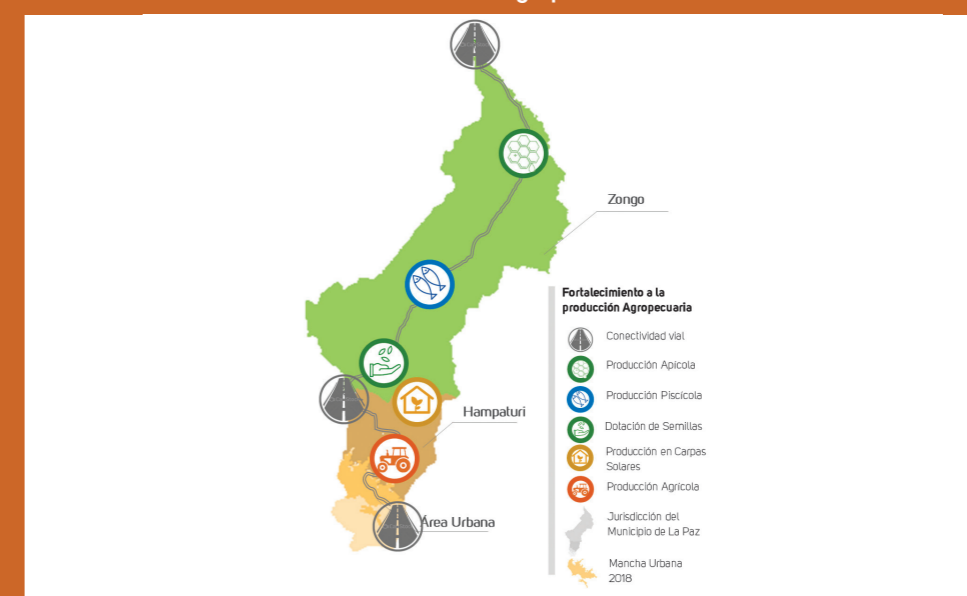 Zongo
Hampaturi
Área Urbana
Fortalecimiento a la
producción Agropecuaria
Conectividad vial
Producción Apicola
Producción Piscícola
Dotación de Semillas
Producción en Carpas
Solares
Producción Agrícola
Jurisdicción del
Municipio de La Paz
Mancha Urbana
2018